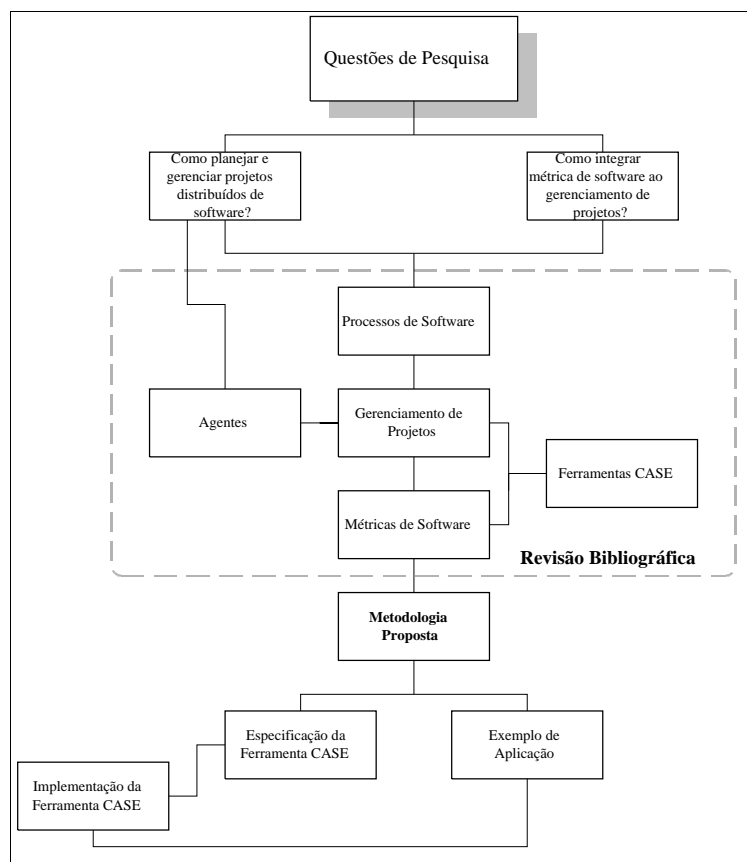 Questões de Pesquisa
Como planejar e
gerenciar projetos
distribuídos de
software?
Como integrar
métrica de software ao
gerenciamento de
projetos?
Processos de Software
Agentes
Gerenciamento de
Projetos
Ferramentas CASE
Métricas de Software
Revisão Bibliográfica
Metodologia
Proposta
Especificação da
Ferramenta CASE
Exemplo de
Aplicação
Implementação da
Ferramenta CASE